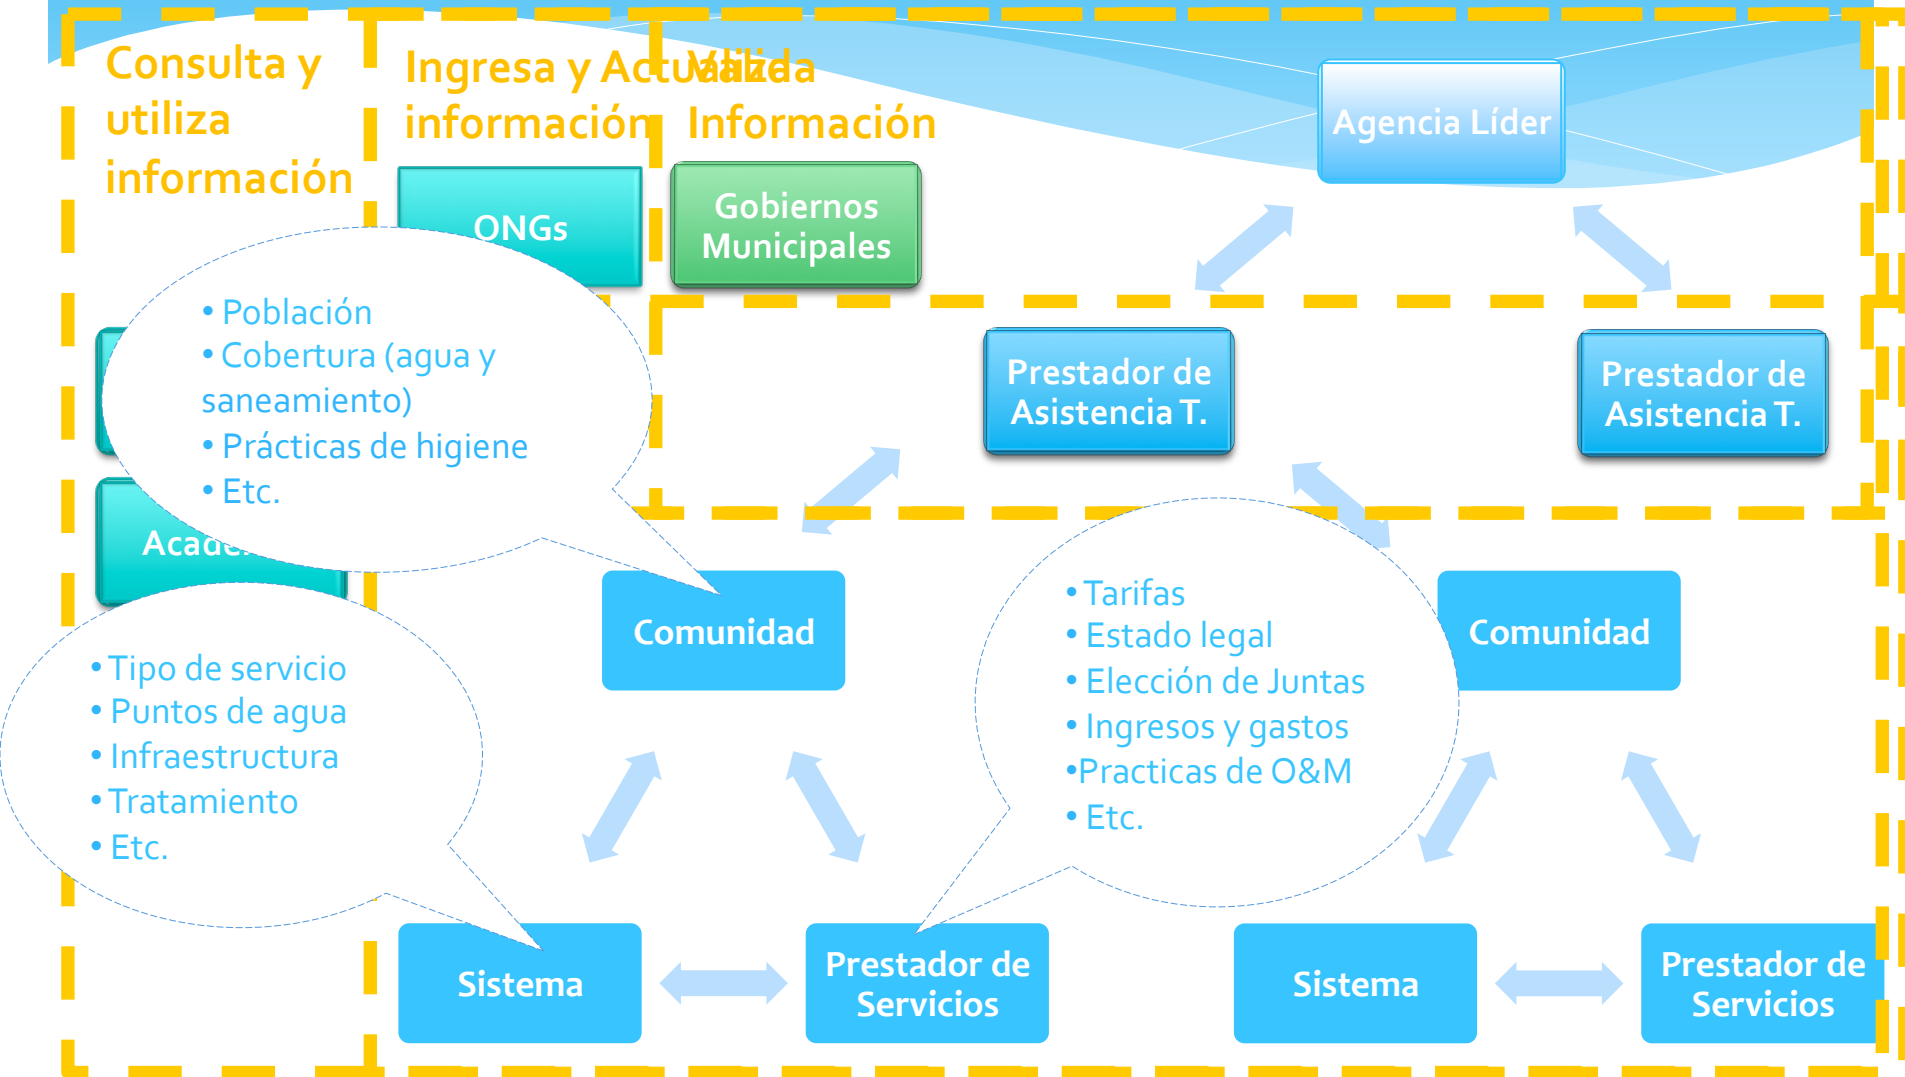 Consulta y
utiliza
información
Ingresa y Actualiza
información
Valida
Información
Agencia Líder
ONGs
Gobiernos
Municipales
• Población
• Cobertura (agua y
saneamiento)
• Prácticas de higiene
• Etc.
Prestador de
Asistencia T.
Prestador de
Asistencia T.
• Tipo de servicio
• Puntos de agua
• Infraestructura
• Tratamiento
• Etc.
Comunidad
• Tarifas
• Estado legal
• Elección de Juntas
• Ingresos y gastos
•Practicas de O&M
• Etc.
Comunidad
Sistema
Prestador de
Servicios
Sistema
Prestador de
Servicios